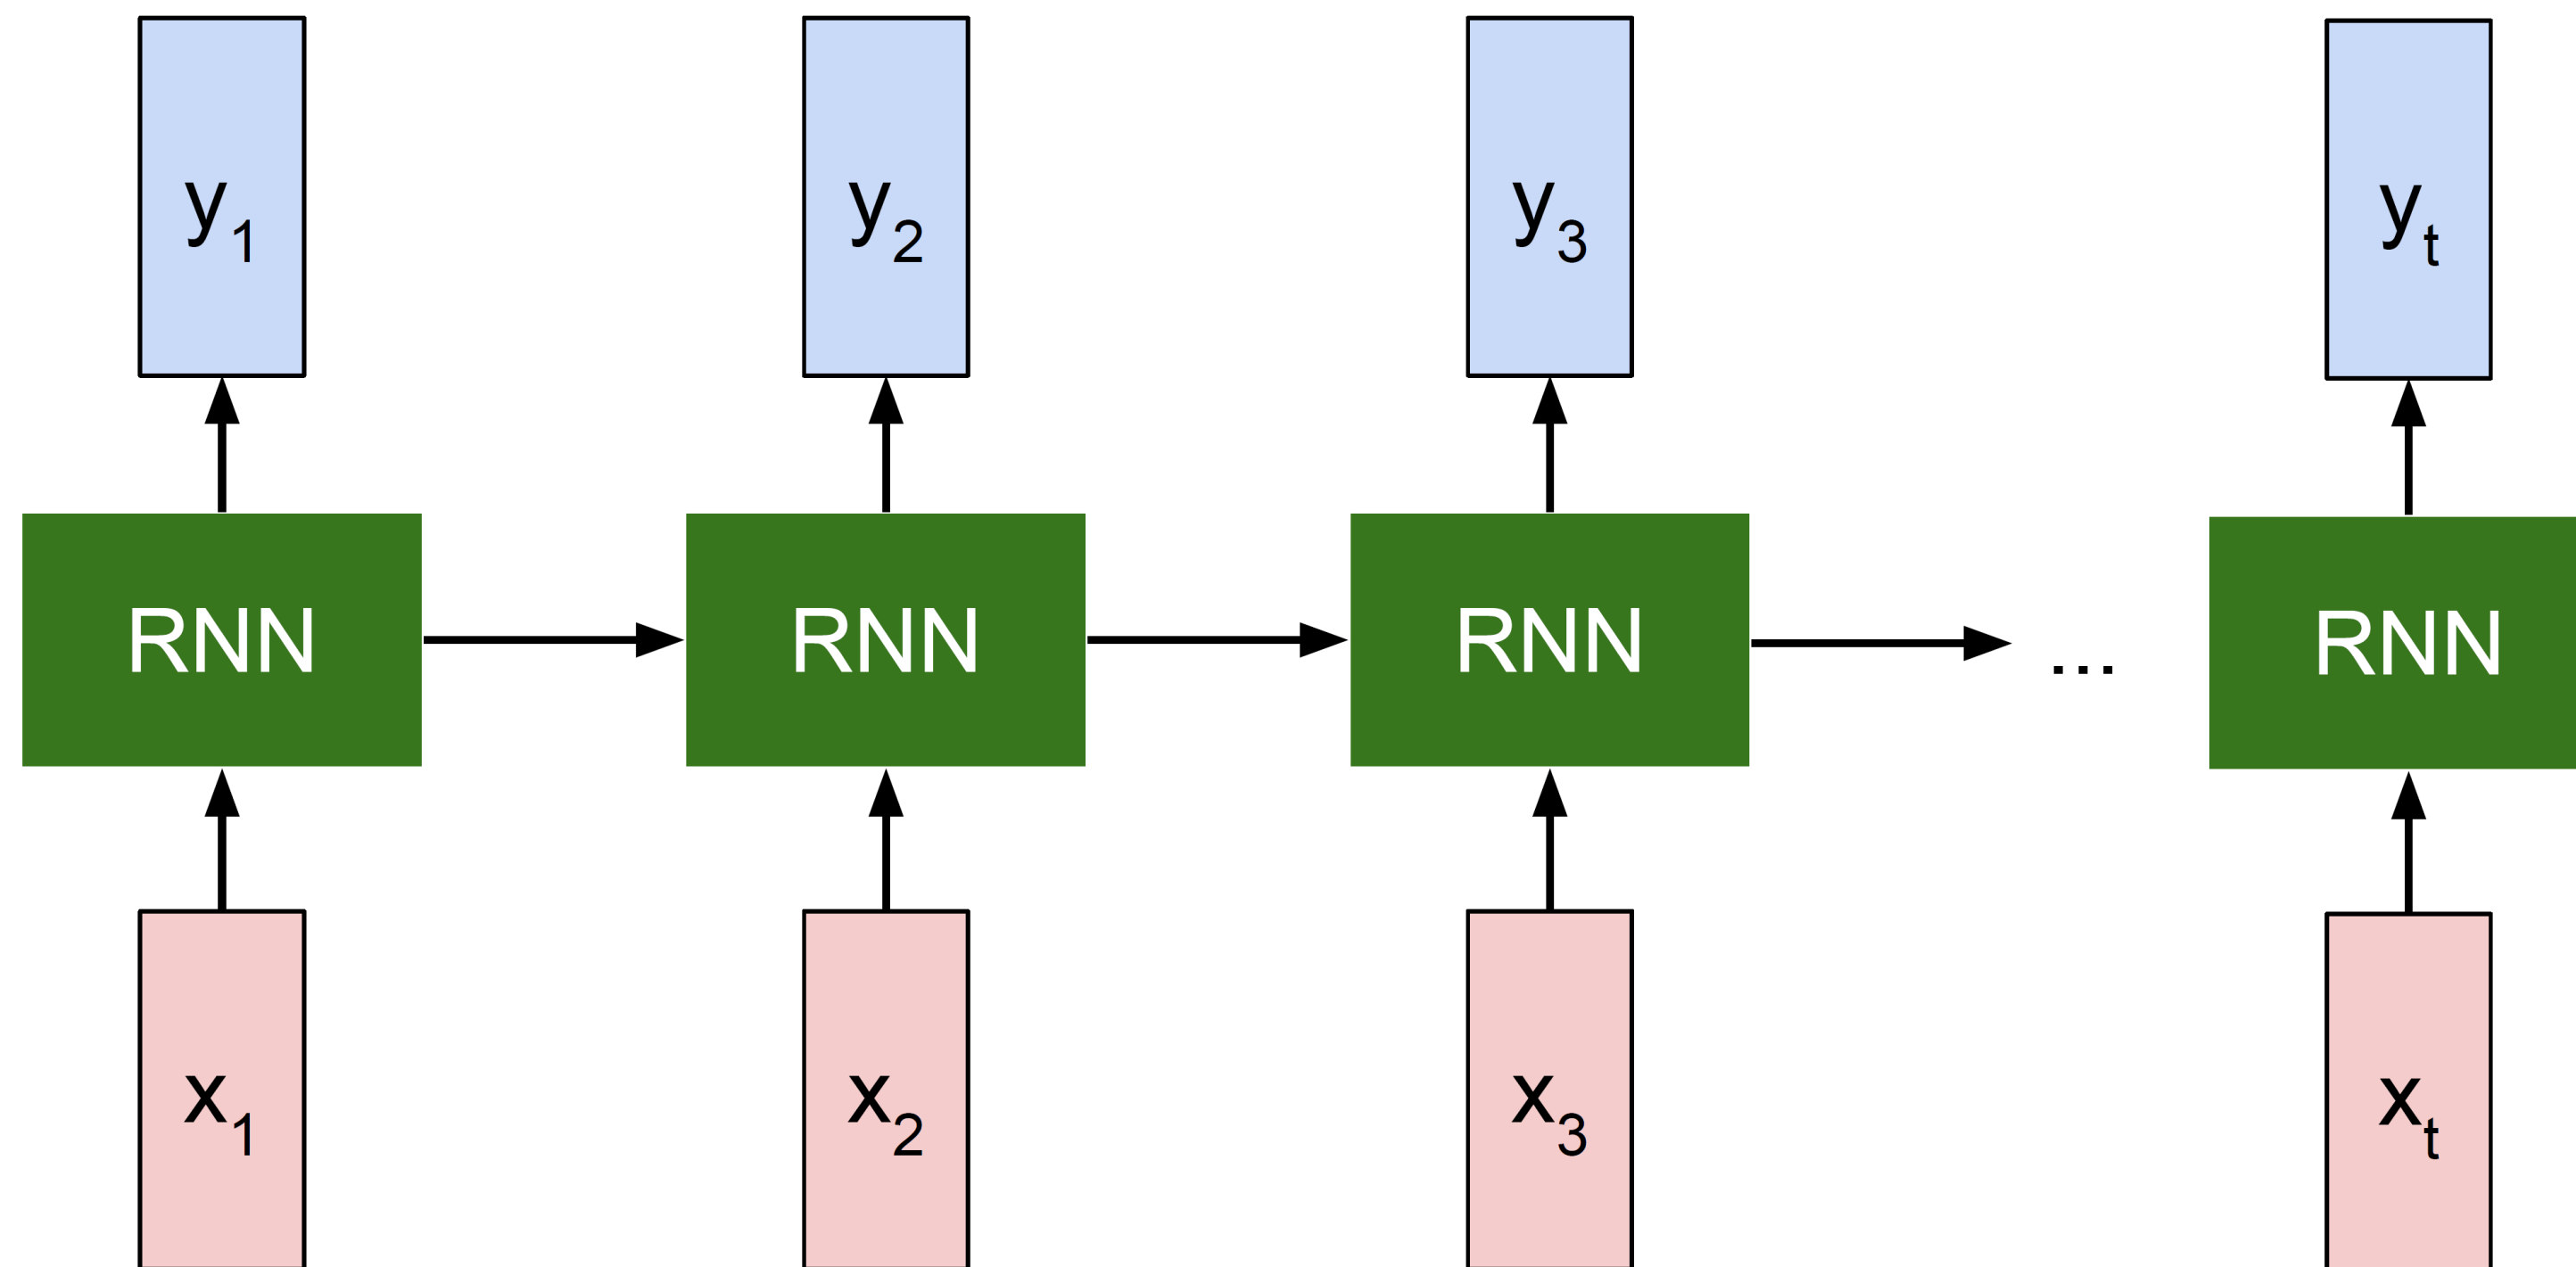 y₁ y₂ y₃ yₜ
RNN RNN RNN ... RNN
x₁ x₂ x₃ xₜ